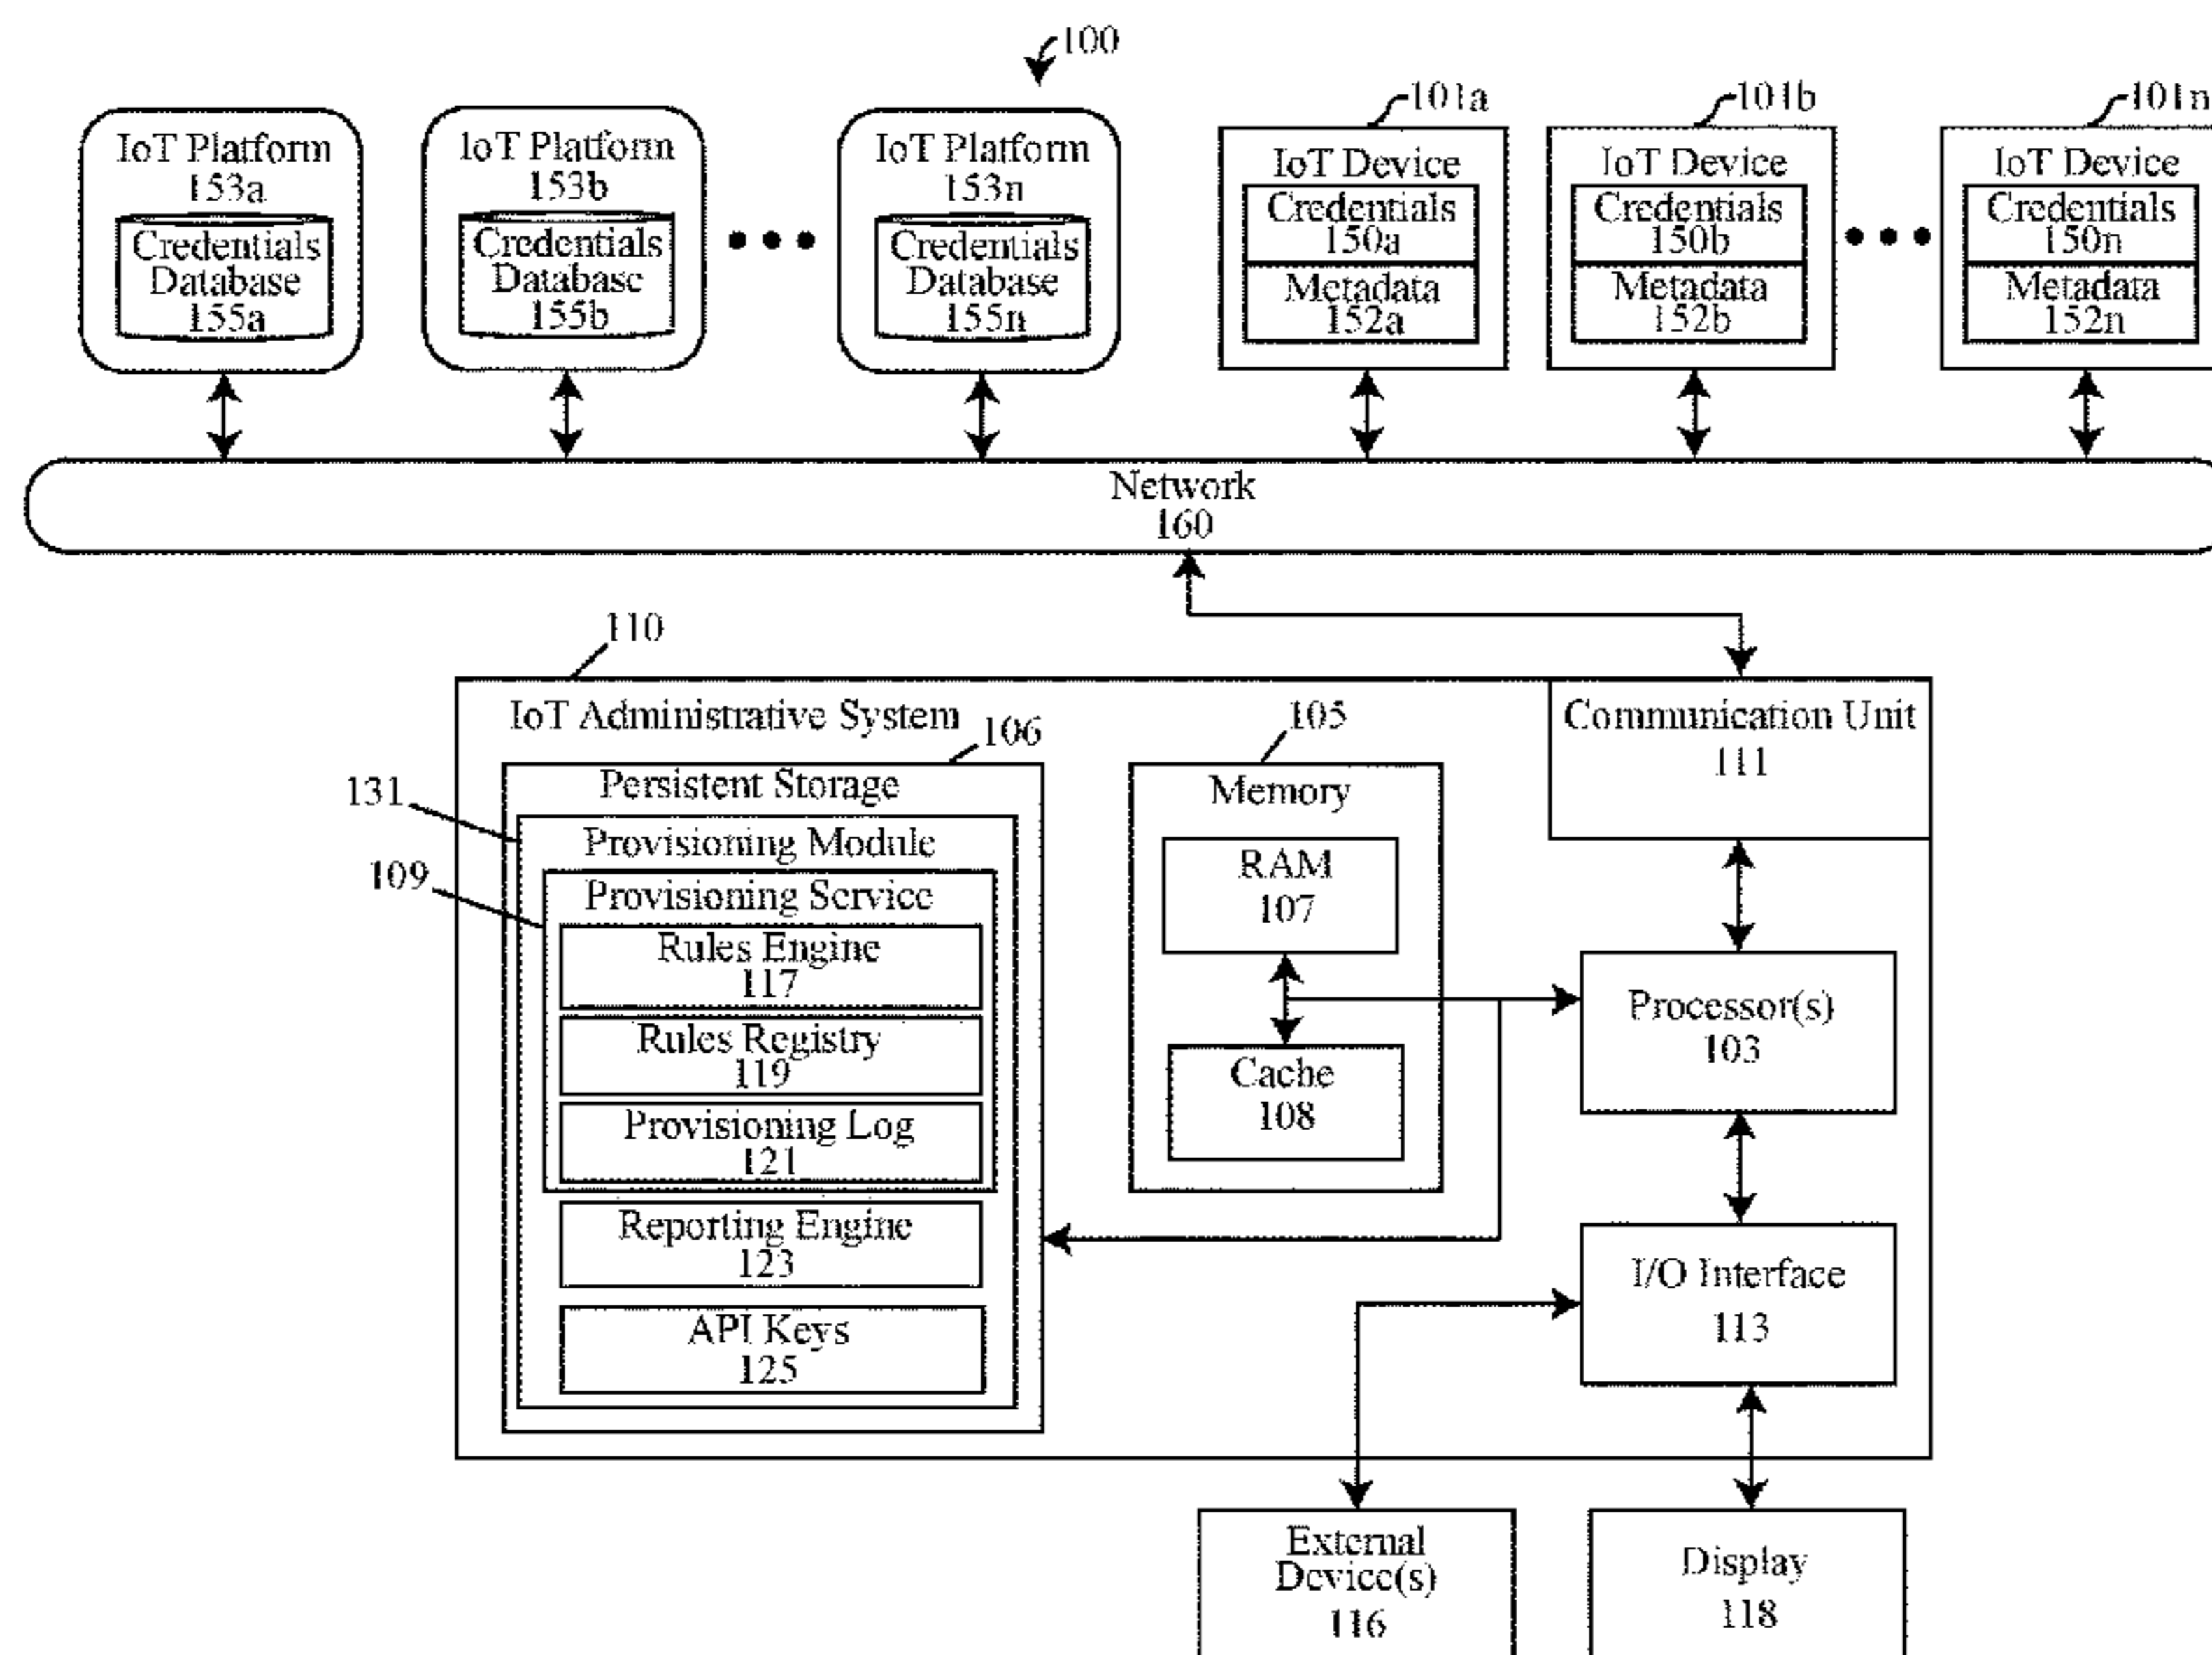 100
101a
101b
101n
IoT Platform
153a
Credentials
Database
155a
IoT Platform
153b
Credentials
Database
155b
IoT Platform
153n
Credentials
Database
155n
IoT Device
Credentials
150a
Metadata
152a
IoT Device
Credentials
150b
Metadata
152b
IoT Device
Credentials
150n
Metadata
152n
Network
160
110
IoT Administrative System
106
131
109
Persistent Storage
Provisioning Module
Provisioning Service
Rules Engine
117
Rules Registry
119
Provisioning Log
121
Reporting Engine
123
API Keys
125
105
Memory
RAM
107
Cache
108
Communication Unit
111
Processor(s)
103
I/O Interface
113
External
Device(s)
116
Display
118